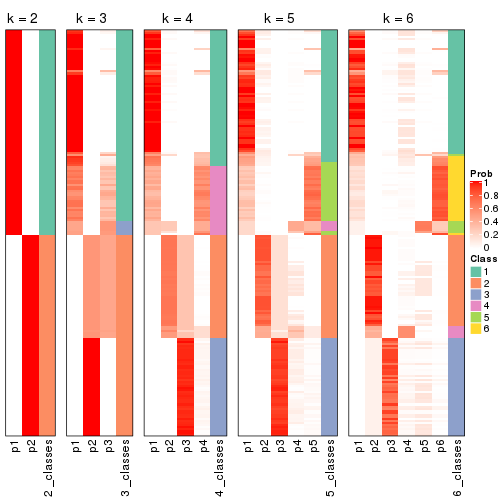 k = 2
k = 3
k = 4
k = 5
k = 6
Prob
1
0.8
0.6
0.4
0.2
0
Class
1
2
3
4
5
6
p1
p2
2_classes
p1
p2
p3
3_classes
p1
p2
p3
p4
4_classes
p1
p2
p3
p4
p5
5_classes
p1
p2
p3
p4
p5
p6
6_classes